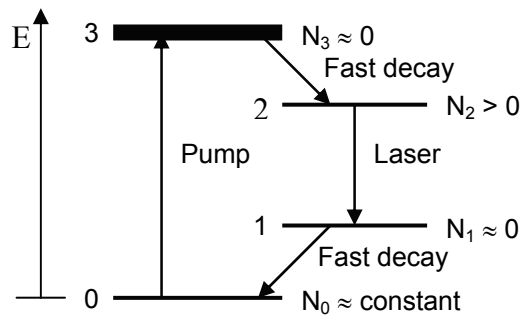 E
3 N₃ ≈ 0
Fast decay
2 N₂ > 0
Pump Laser
1 N₁ ≈ 0
Fast decay
0 N₀ ≈ constant